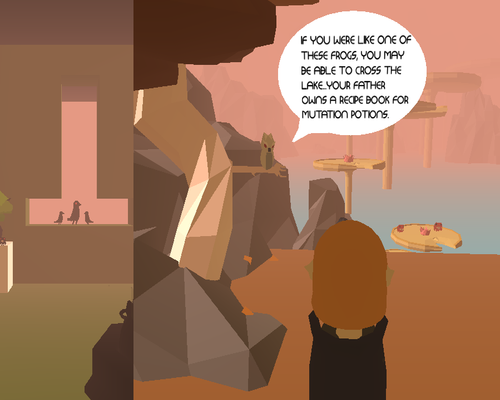 IF YOU WERE LIKE ONE OF
THESE FROGS, YOU MAY
BE ABLE TO CROSS THE
LAKE..YOUR FATHER
OWNS A RECIPE BOOK FOR
MUTATION POTIONS.